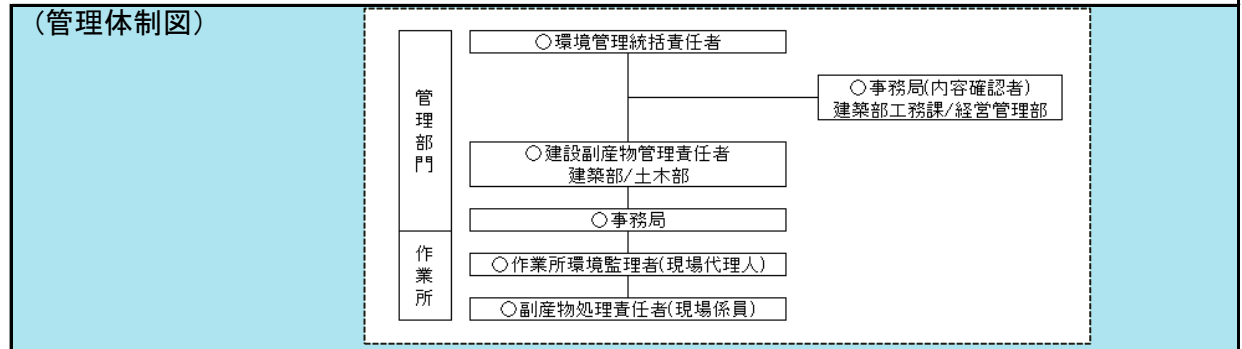 (管理体制図)
管理部門
○環境管理統括責任者
○事務局(内容確認者)
建築部工務課/経営管理部
○建設副産物管理責任者
建築部/土木部
○事務局
作業所
○作業所環境監理者(現場代理人)
○副産物処理責任者(現場係員)